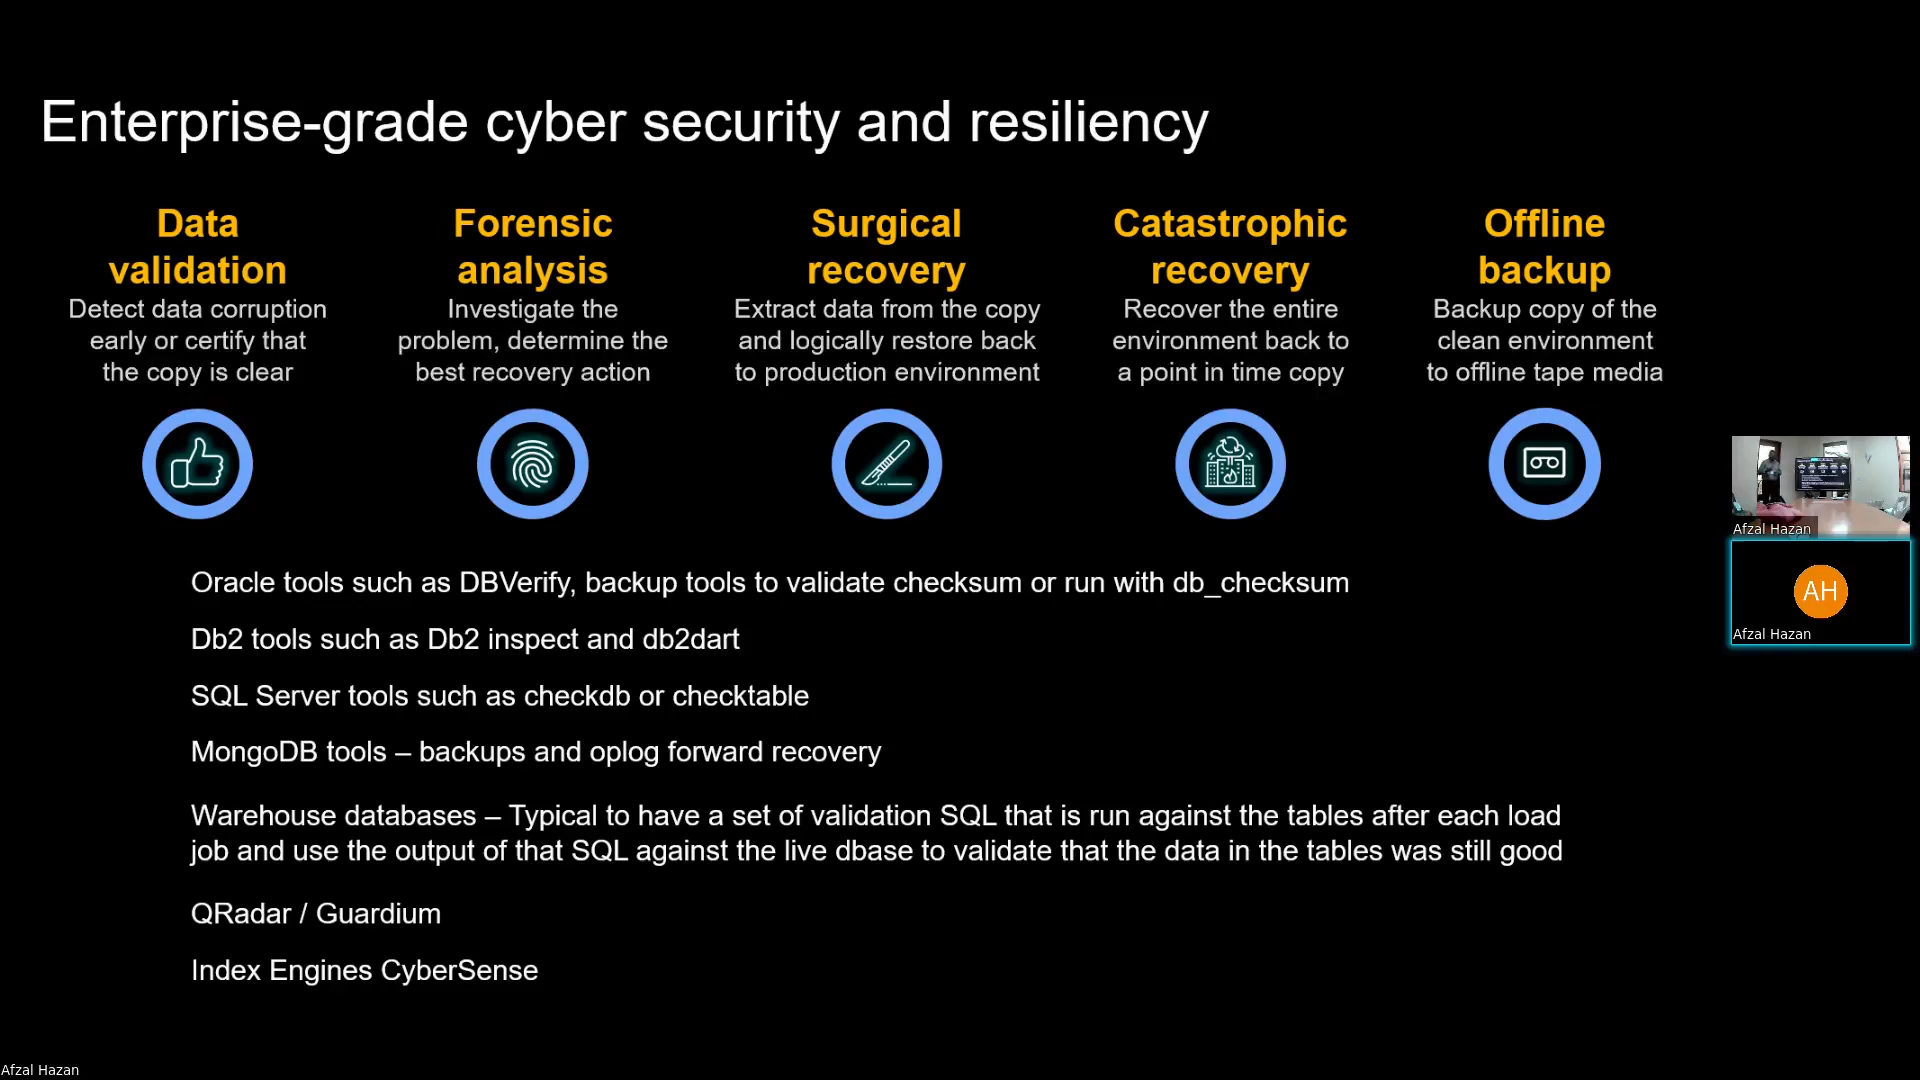 Enterprise-grade cyber security and resiliency
Data
validation
Detect data corruption
early or certify that
the copy is clear
Forensic
analysis
Investigate the
problem, determine the
best recovery action
Surgical
recovery
Extract data from the copy
and logically restore back
to production environment
Catastrophic
recovery
Recover the entire
environment back to
a point in time copy
Offline
backup
Backup copy of the
clean environment
to offline tape media
Oracle tools such as DBVerify, backup tools to validate checksum or run with db_checksum
Db2 tools such as Db2 inspect and db2dart
SQL Server tools such as checkdb or checktable
MongoDB tools – backups and oplog forward recovery
Warehouse databases – Typical to have a set of validation SQL that is run against the tables after each load
job and use the output of that SQL against the live dbase to validate that the data in the tables was still good
QRadar / Guardium
Index Engines CyberSense
Afzal Hazan
AH
Afzal Hazan
Afzal Hazan